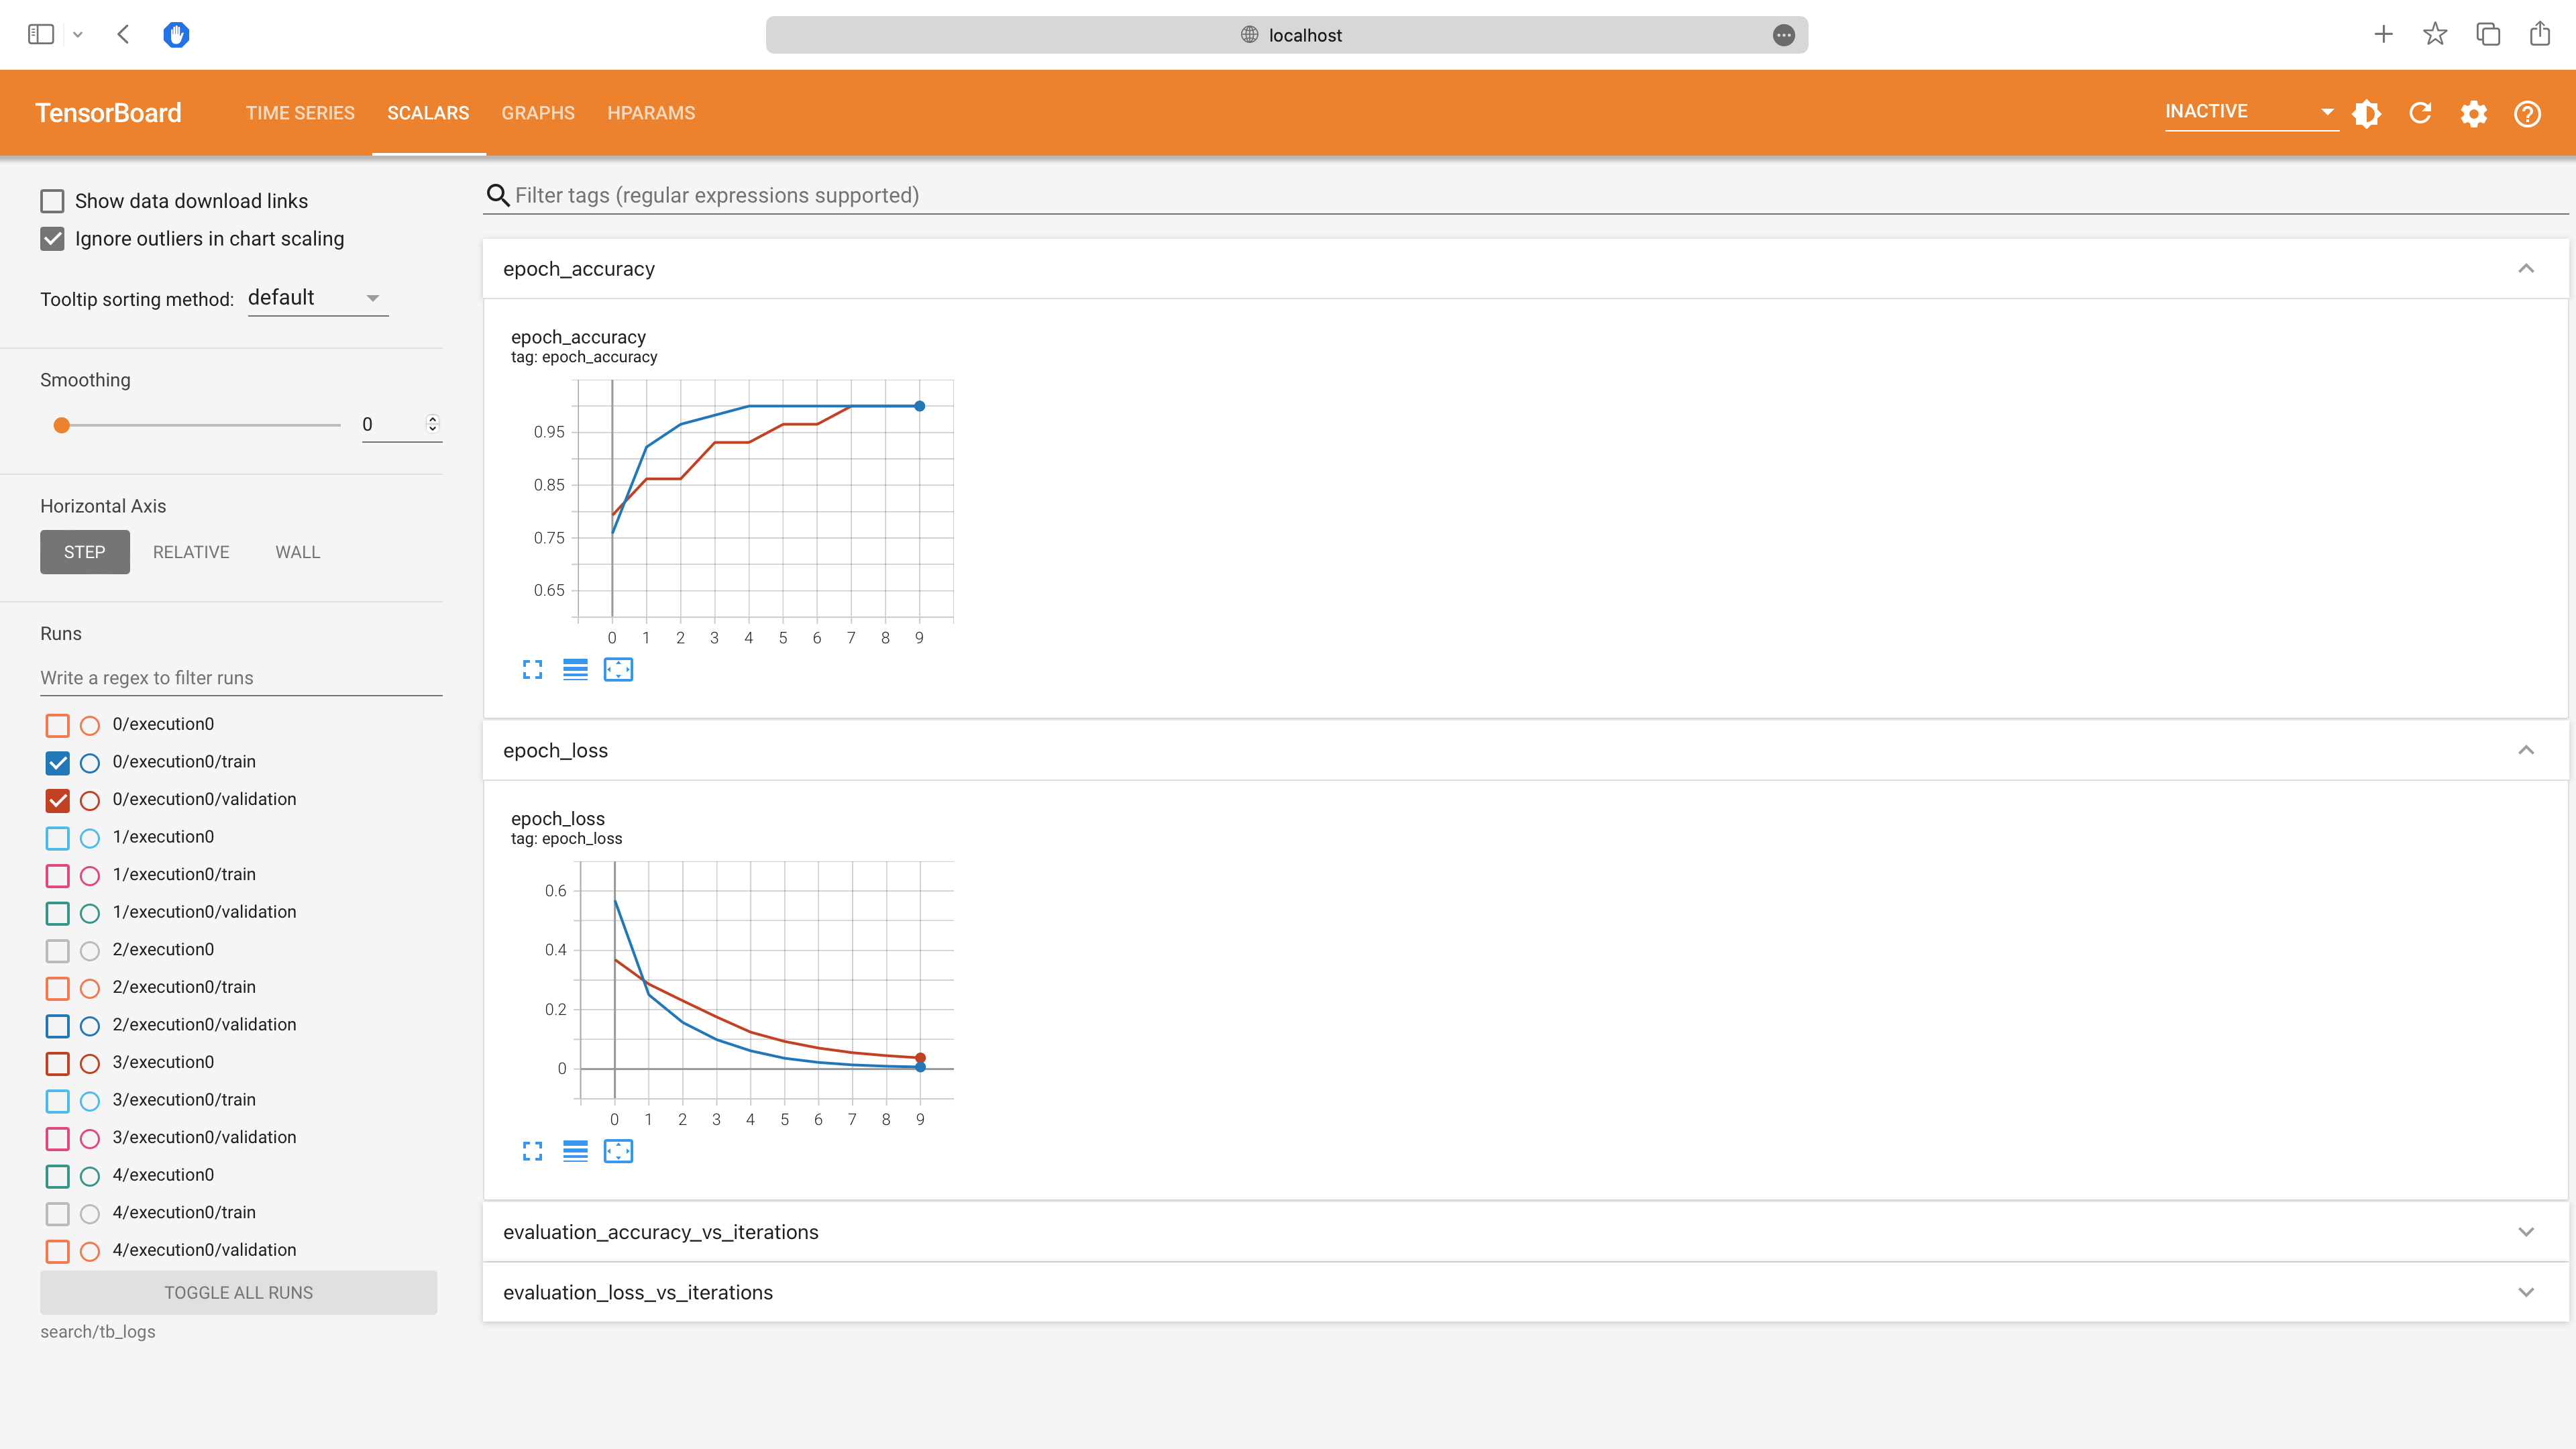 localhost
TensorBoard TIME SERIES SCALARS GRAPHS HPARAMS INACTIVE
Show data download links
Ignore outliers in chart scaling
Tooltip sorting method: default
Smoothing
0
Horizontal Axis
STEP RELATIVE WALL
Runs
Write a regex to filter runs
0/execution0
0/execution0/train
0/execution0/validation
1/execution0
1/execution0/train
1/execution0/validation
2/execution0
2/execution0/train
2/execution0/validation
3/execution0
3/execution0/train
3/execution0/validation
4/execution0
4/execution0/train
4/execution0/validation
TOGGLE ALL RUNS
search/tb_logs
Filter tags (regular expressions supported)
epoch_accuracy
epoch_accuracy
tag: epoch_accuracy
0.95
0.85
0.75
0.65
0 1 2 3 4 5 6 7 8 9
epoch_loss
epoch_loss
tag: epoch_loss
0.6
0.4
0.2
0
0 1 2 3 4 5 6 7 8 9
evaluation_accuracy_vs_iterations
evaluation_loss_vs_iterations